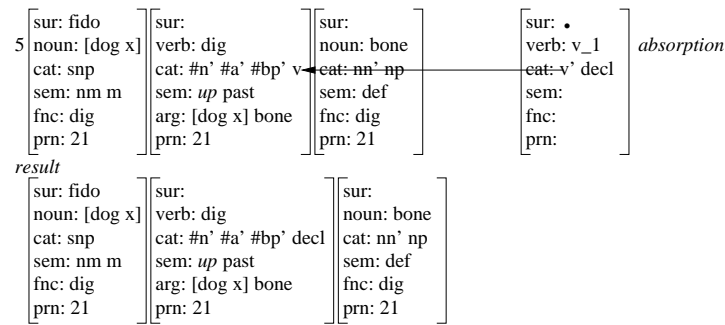 sur: fido sur: sur: sur: •
5 noun: [dog x] verb: dig noun: bone verb: v_1 absorption
cat: snp cat: #n’ #a’ #bp’ v cat: nn’ np cat: v’ decl
sem: nm m sem: up past sem: def sem:
fnc: dig arg: [dog x] bone fnc: dig fnc:
prn: 21 prn: 21 prn: 21 prn:
result
sur: fido sur: sur:
noun: [dog x] verb: dig noun: bone
cat: snp cat: #n’ #a’ #bp’ decl cat: nn’ np
sem: nm m sem: up past sem: def
fnc: dig arg: [dog x] bone fnc: dig
prn: 21 prn: 21 prn: 21